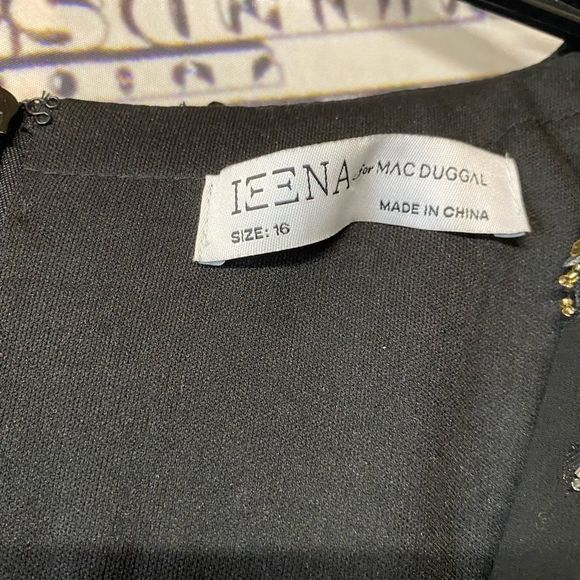 IEENA for MAC DUGGAL
SIZE: 16
MADE IN CHINA